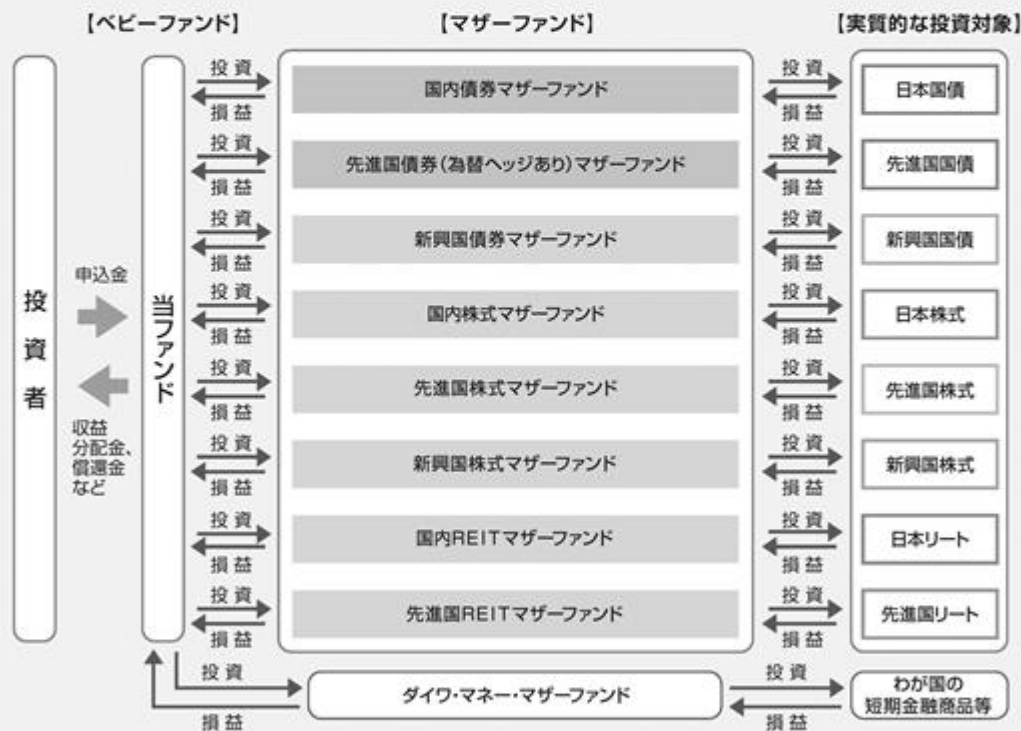 【ベビーファンド】
【マザーファンド】
【実質的な投資対象】
投資者
申込金
収益
分配金、
償還金
など
当ファンド
投資
損益
国内債券マザーファンド
投資
損益
日本国債
投資
損益
先進国債券(為替ヘッジあり)マザーファンド
投資
損益
先進国国債
投資
損益
新興国債券マザーファンド
投資
損益
新興国国債
投資
損益
国内株式マザーファンド
投資
損益
日本株式
投資
損益
先進国株式マザーファンド
投資
損益
先進国株式
投資
損益
新興国株式マザーファンド
投資
損益
新興国株式
投資
損益
国内REITマザーファンド
投資
損益
日本リート
投資
損益
先進国REITマザーファンド
投資
損益
先進国リート
投資
損益
ダイワ・マネー・マザーファンド
投資
損益
わが国の
短期金融商品等